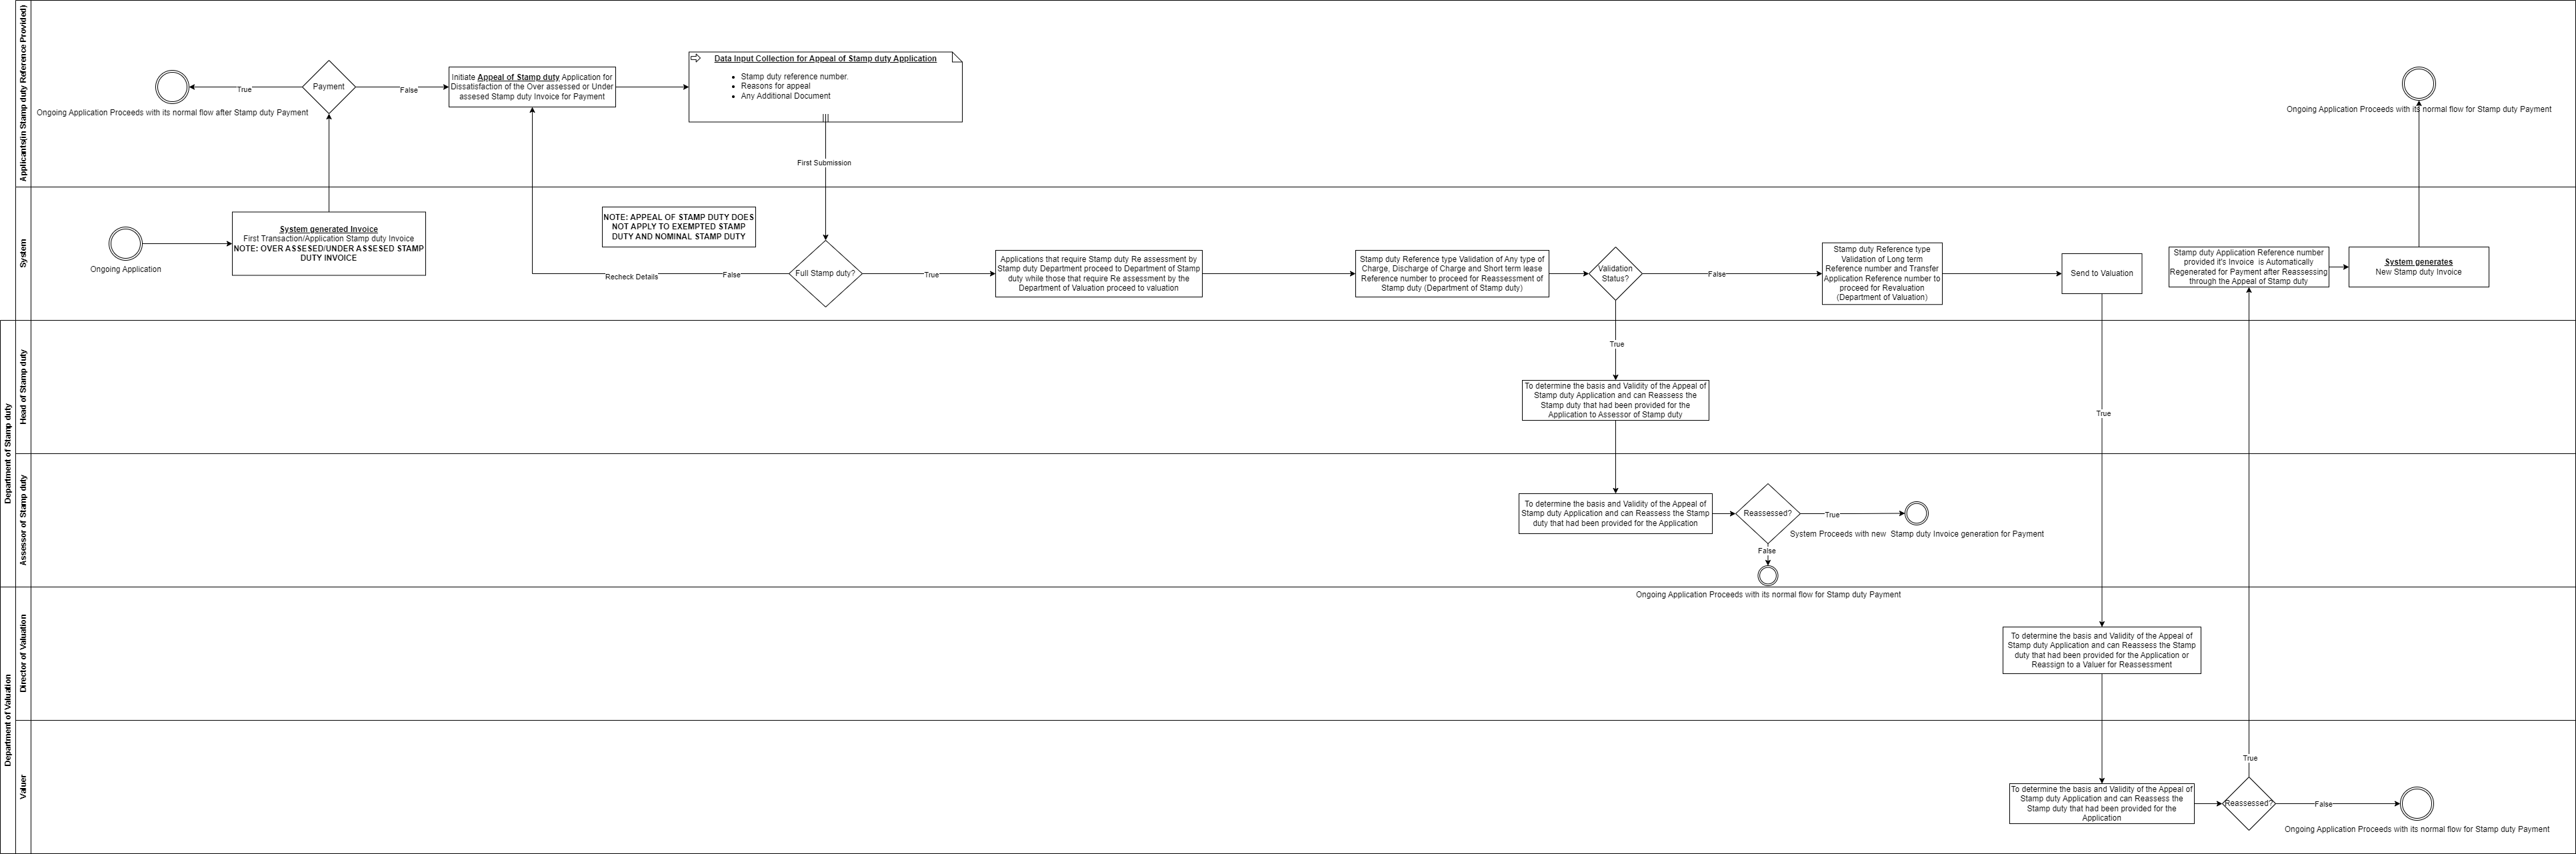 Applicants(in Stamp duty Reference Provided)
Ongoing Application Proceeds with its normal flow after Stamp duty Payment
True
Payment
False
Initiate Appeal of Stamp duty Application for
Dissatisfaction of the Over assessed or Under
assesed Stamp duty Invoice for Payment
Data Input Collection for Appeal of Stamp duty Application
Stamp duty reference number.
Reasons for appeal
Any Additional Document
First Submission
Ongoing Application Proceeds with its normal flow for Stamp duty Payment
System
Ongoing Application
System generated Invoice
First Transaction/Application Stamp duty Invoice
NOTE: OVER ASSESED/UNDER ASSESED STAMP
DUTY INVOICE
NOTE: APPEAL OF STAMP DUTY DOES
NOT APPLY TO EXEMPTED STAMP
DUTY AND NOMINAL STAMP DUTY
Recheck Details
False
Full Stamp duty?
True
Applications that require Stamp duty Re assessment by
Stamp duty Department proceed to Department of Stamp
duty while those that require Re assessment by the
Department of Valuation proceed to valuation
Stamp duty Reference type Validation of Any type of
Charge, Discharge of Charge and Short term lease
Reference number to proceed for Reassessment of
Stamp duty (Department of Stamp duty)
Validation
Status?
False
Stamp duty Reference type
Validation of Long term
Reference number and Transfer
Application Reference number to
proceed for Revaluation
(Department of Valuation)
Send to Valuation
Stamp duty Application Reference number
provided it's Invoice is Automatically
Regenerated for Payment after Reassessing
through the Appeal of Stamp duty
System generates
New Stamp duty Invoice
Department of Stamp duty
Head of Stamp duty
True
To determine the basis and Validity of the Appeal of
Stamp duty Application and can Reassess the
Stamp duty that had been provided for the
Application to Assessor of Stamp duty
True
Assessor of Stamp duty
To determine the basis and Validity of the Appeal of
Stamp duty Application and can Reassess the Stamp
duty that had been provided for the Application
Reassessed?
True
System Proceeds with new Stamp duty Invoice generation for Payment
False
Ongoing Application Proceeds with its normal flow for Stamp duty Payment
Department of Valuation
Director of Valuation
To determine the basis and Validity of the Appeal of
Stamp duty Application and can Reassess the Stamp
duty that had been provided for the Application or
Reassign to a Valuer for Reassessment
Valuer
To determine the basis and Validity of the Appeal of
Stamp duty Application and can Reassess the
Stamp duty that had been provided for the
Application
True
Reassessed?
False
Ongoing Application Proceeds with its normal flow for Stamp duty Payment